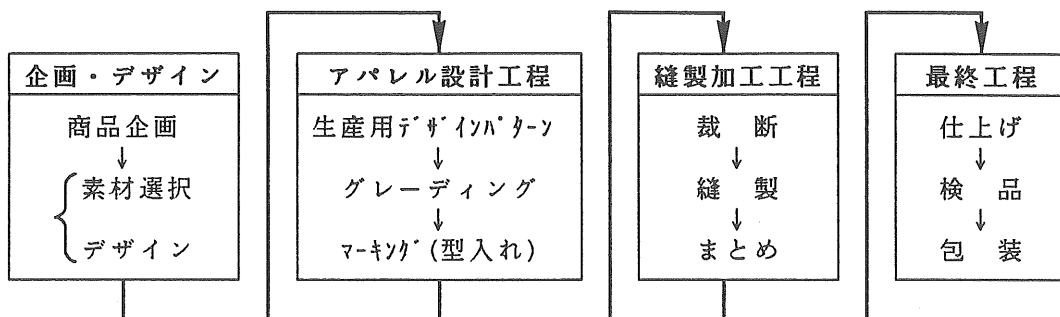 企画・デザイン
商品企画
↓
素材選択
デザイン
アパレル設計工程
生産用ﾃﾞｻﾞｲﾝﾊﾟﾀｰﾝ
↓
グレーディング
↓
ﾏｰｷﾝｸﾞ(型入れ)
縫製加工工程
裁　断
↓
縫　製
↓
まとめ
最終工程
仕上げ
↓
検　品
↓
包　装